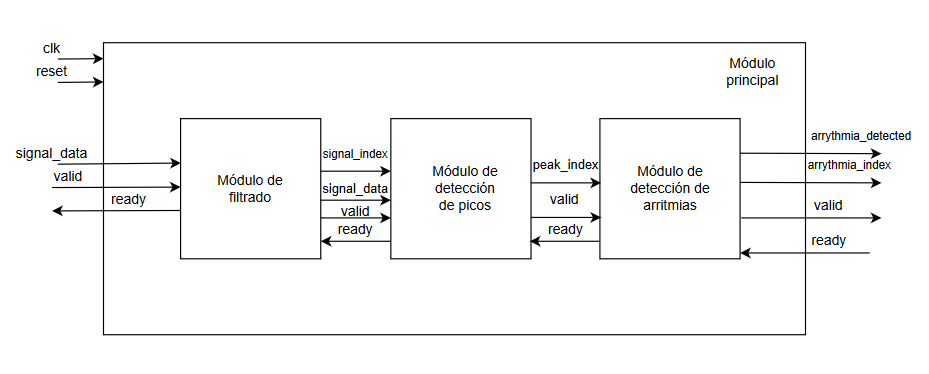 clk
reset
Módulo
principal
signal_data
valid
ready
Módulo de
filtrado
signal_index
signal_data
valid
ready
Módulo de
detección
de picos
peak_index
valid
ready
Módulo de
detección de
arritmias
arrythmia_detected
arrythmia_index
valid
ready